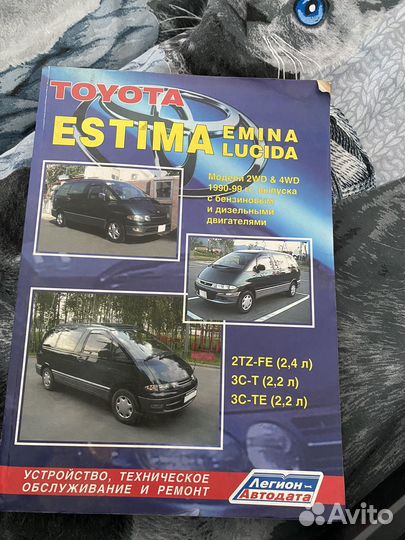 TOYOTA
ESTIMA EMINA
LUCIDA
Модели 2WD & 4WD
1990-99 гг. выпуска
с бензиновым
и дизельными
двигателями
2TZ-FE (2,4 л)
3C-T (2,2 л)
3C-TE (2,2 л)
УСТРОЙСТВО, ТЕХНИЧЕСКОЕ
ОБСЛУЖИВАНИЕ И РЕМОНТ
Легион-
Автодата
Avito